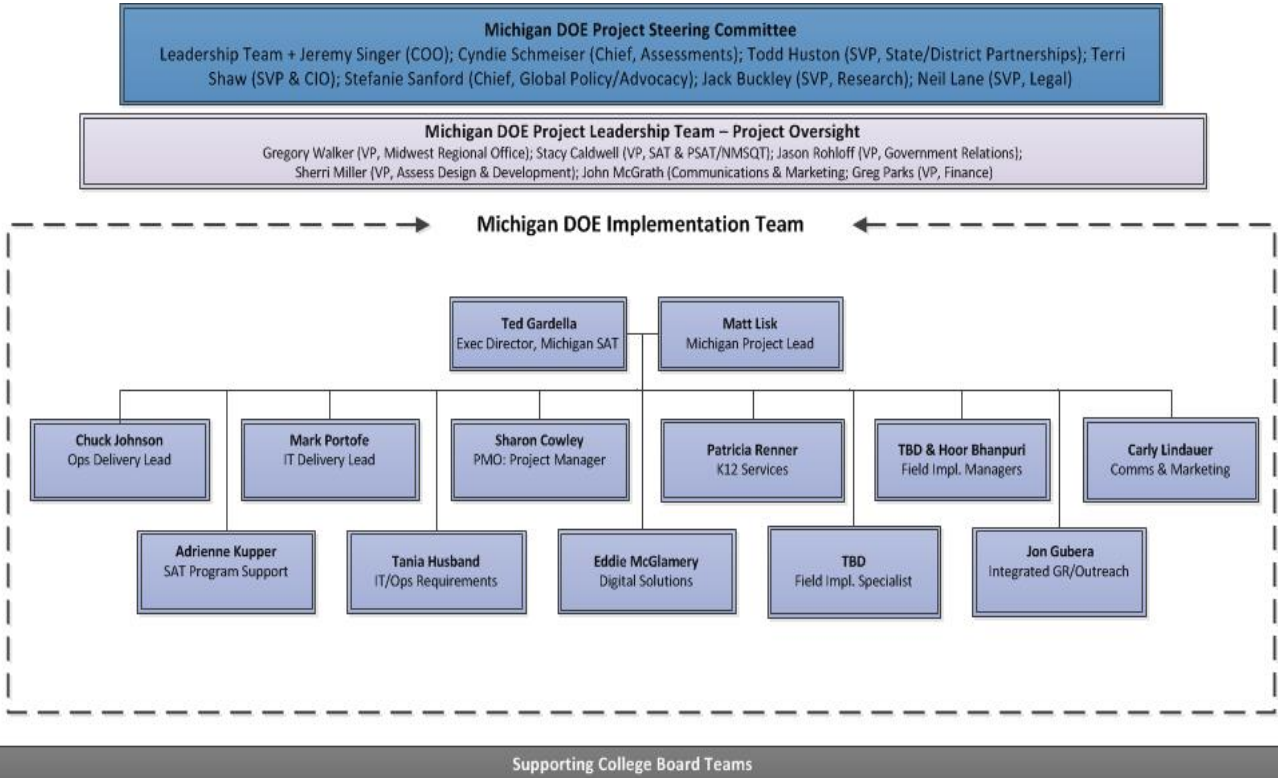 Michigan DOE Project Steering Committee
Leadership Team + Jeremy Singer (COO); Cyndie Schmeiser (Chief, Assessments); Todd Huston (SVP, State/District Partnerships); Terri
Shaw (SVP & CIO); Stefanie Sanford (Chief, Global Policy/Advocacy); Jack Buckley (SVP, Research); Neil Lane (SVP, Legal)
Michigan DOE Project Leadership Team – Project Oversight
Gregory Walker (VP, Midwest Regional Office); Stacy Caldwell (VP, SAT & PSAT/NMSQT); Jason Rohloff (VP, Government Relations);
Sherri Miller (VP, Assess Design & Development); John McGrath (Communications & Marketing; Greg Parks (VP, Finance)
Michigan DOE Implementation Team
Ted Gardella
Exec Director, Michigan SAT
Matt Lisk
Michigan Project Lead
Chuck Johnson
Ops Delivery Lead
Mark Portofe
IT Delivery Lead
Sharon Cowley
PMO: Project Manager
Patricia Renner
K12 Services
TBD & Hoor Bhanpuri
Field Impl. Managers
Carly Lindauer
Comms & Marketing
Adrienne Kupper
SAT Program Support
Tania Husband
IT/Ops Requirements
Eddie McGlamery
Digital Solutions
TBD
Field Impl. Specialist
Jon Gubera
Integrated GR/Outreach
Supporting College Board Teams